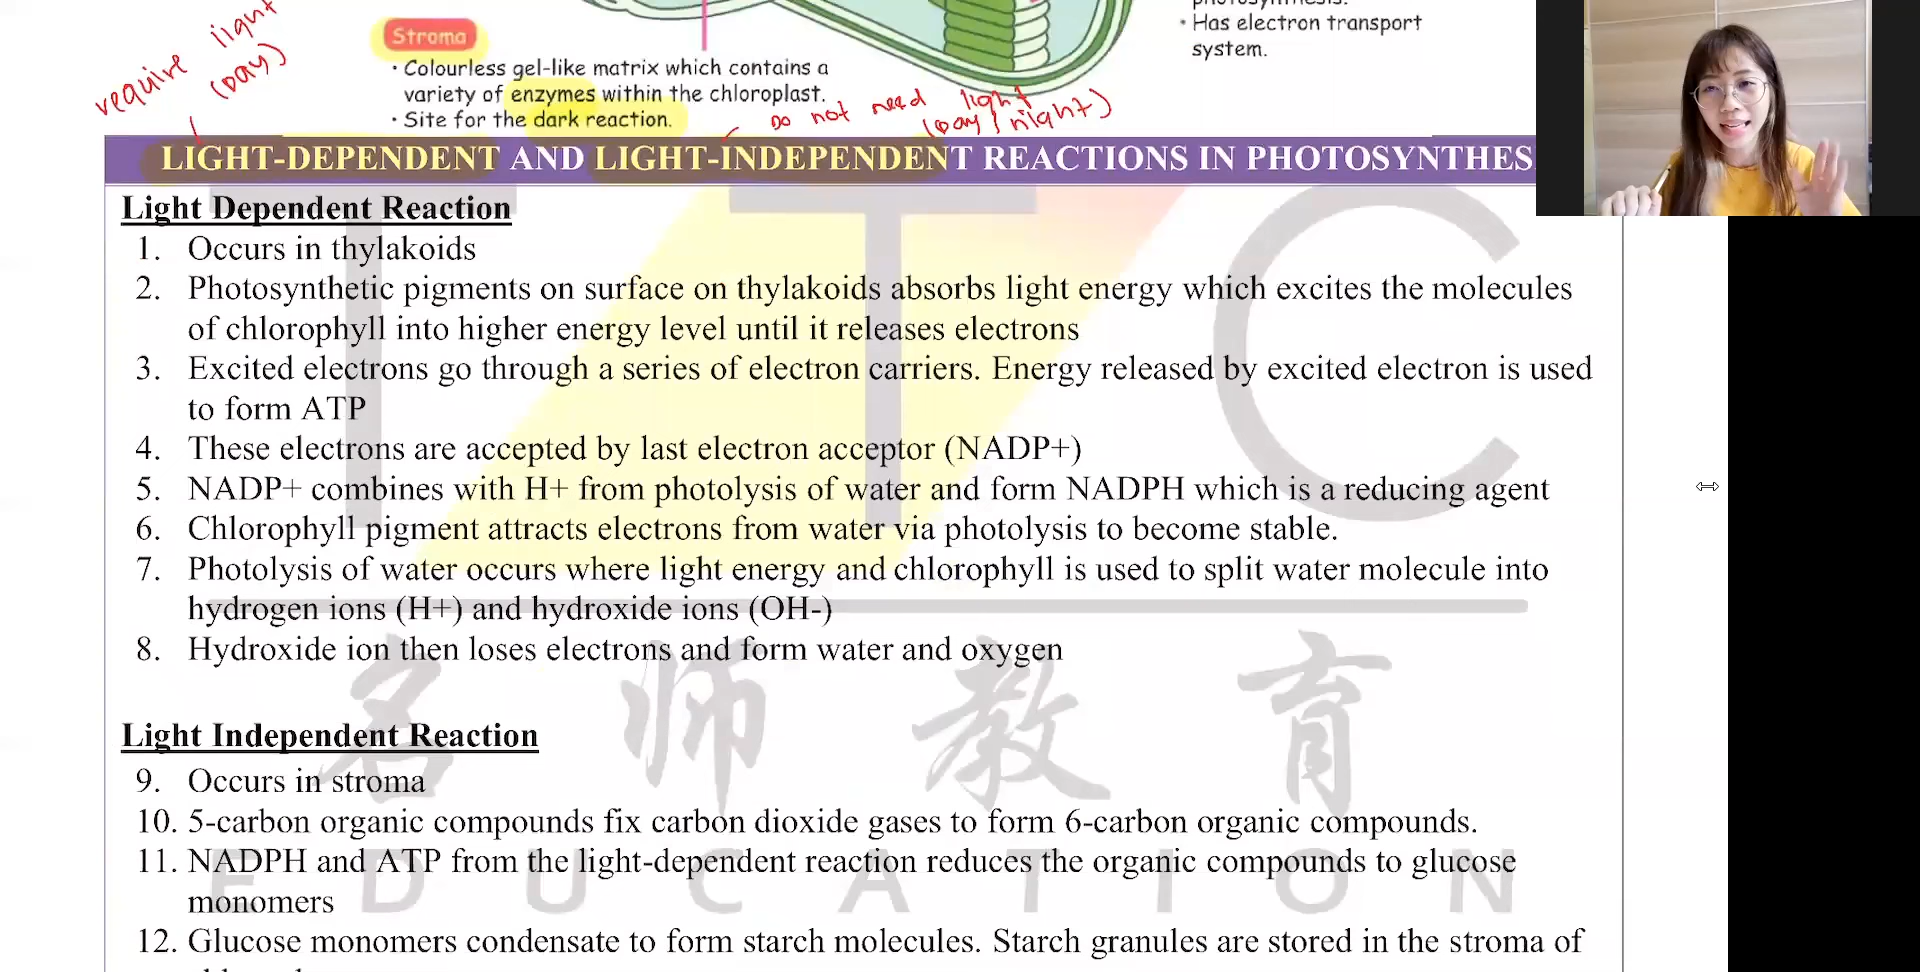 photosynthesis.
• Has electron transport
system.
require light
(Day)
Stroma
• Colourless gel-like matrix which contains a
variety of enzymes within the chloroplast.
• Site for the dark reaction.
Do not need light
(Day / night)
LIGHT-DEPENDENT AND LIGHT-INDEPENDENT REACTIONS IN PHOTOSYNTHES
Light Dependent Reaction
1. Occurs in thylakoids
2. Photosynthetic pigments on surface on thylakoids absorbs light energy which excites the molecules
of chlorophyll into higher energy level until it releases electrons
3. Excited electrons go through a series of electron carriers. Energy released by excited electron is used
to form ATP
4. These electrons are accepted by last electron acceptor (NADP+)
5. NADP+ combines with H+ from photolysis of water and form NADPH which is a reducing agent
6. Chlorophyll pigment attracts electrons from water via photolysis to become stable.
7. Photolysis of water occurs where light energy and chlorophyll is used to split water molecule into
hydrogen ions (H+) and hydroxide ions (OH-)
8. Hydroxide ion then loses electrons and form water and oxygen
Light Independent Reaction
9. Occurs in stroma
10. 5-carbon organic compounds fix carbon dioxide gases to form 6-carbon organic compounds.
11. NADPH and ATP from the light-dependent reaction reduces the organic compounds to glucose
monomers
12. Glucose monomers condensate to form starch molecules. Starch granules are stored in the stroma of
ITC
名师教育
EDUCATION